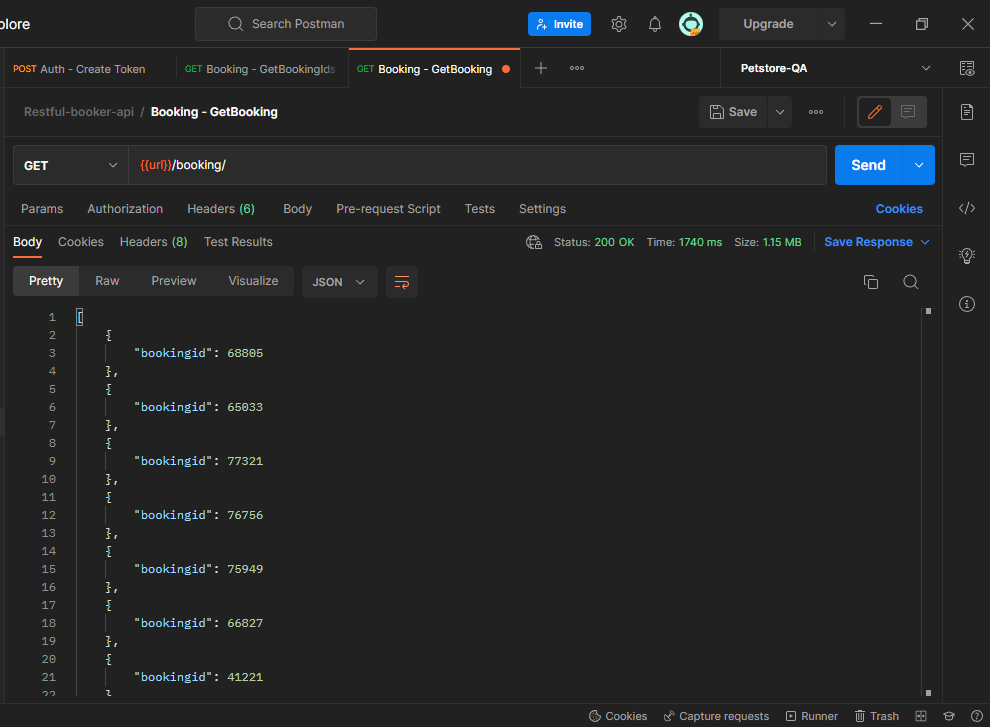 plore Search Postman Invite Upgrade
POST Auth - Create Token GET Booking - GetBookingIds GET Booking - GetBooking Petstore-QA
Restful-booker-api / Booking - GetBooking Save
GET {{url}}/booking/ Send
Params Authorization Headers (6) Body Pre-request Script Tests Settings Cookies
Body Cookies Headers (8) Test Results Status: 200 OK Time: 1740 ms Size: 1.15 MB Save Response
Pretty Raw Preview Visualize JSON
1 [
2 {
3 "bookingid": 68805
4 },
5 {
6 "bookingid": 65033
7 },
8 {
9 "bookingid": 77321
10 },
11 {
12 "bookingid": 76756
13 },
14 {
15 "bookingid": 75949
16 },
17 {
18 "bookingid": 66827
19 },
20 {
21 "bookingid": 41221
22 }
Cookies Capture requests Runner Trash